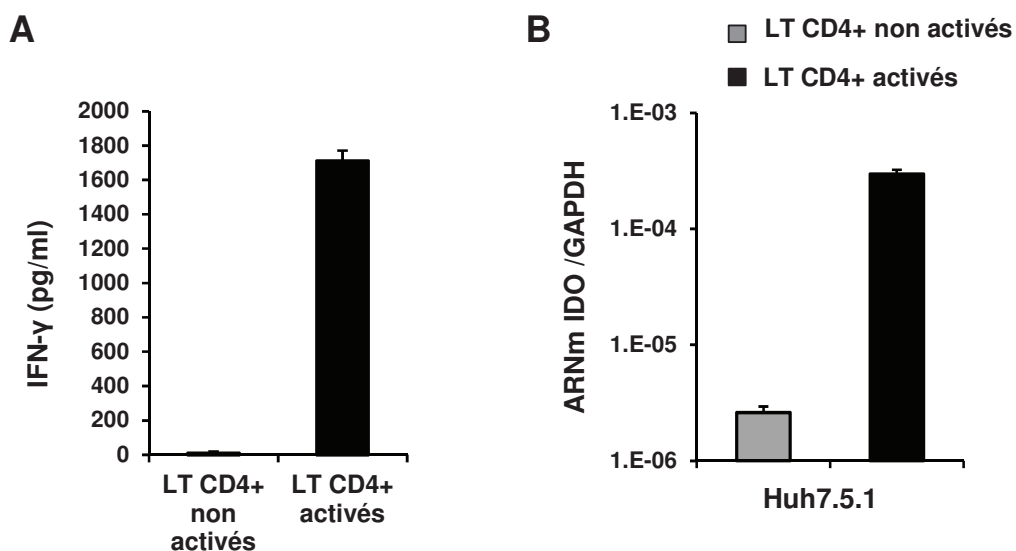 A
IFN-γ (pg/ml)
2000
1800
1600
1400
1200
1000
800
600
400
200
0
LT CD4+
non
activés
LT CD4+
activés
B
LT CD4+ non activés
LT CD4+ activés
ARNm IDO /GAPDH
1.E-03
1.E-04
1.E-05
1.E-06
Huh7.5.1